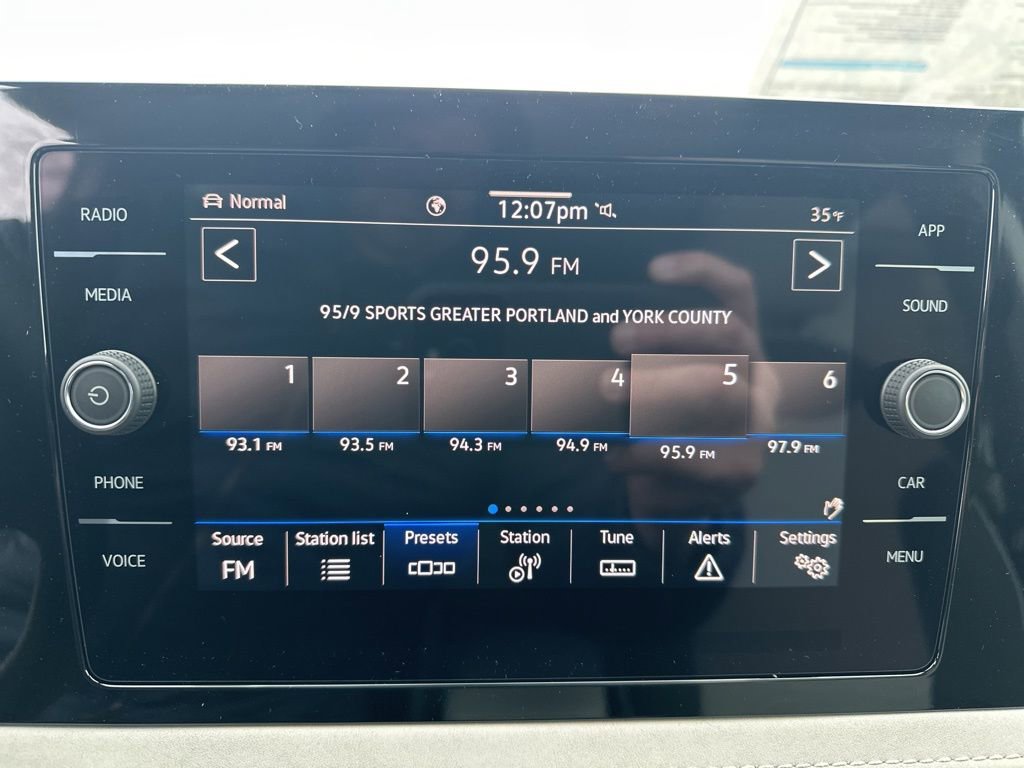 RADIO
MEDIA
PHONE
VOICE
Normal
12:07pm
35°F
95.9 FM
95/9 SPORTS GREATER PORTLAND and YORK COUNTY
1 2 3 4 5 6
93.1 FM 93.5 FM 94.3 FM 94.9 FM 95.9 FM 97.9 FM
Source Station list Presets Station Tune Alerts Settings
FM
APP
SOUND
CAR
MENU